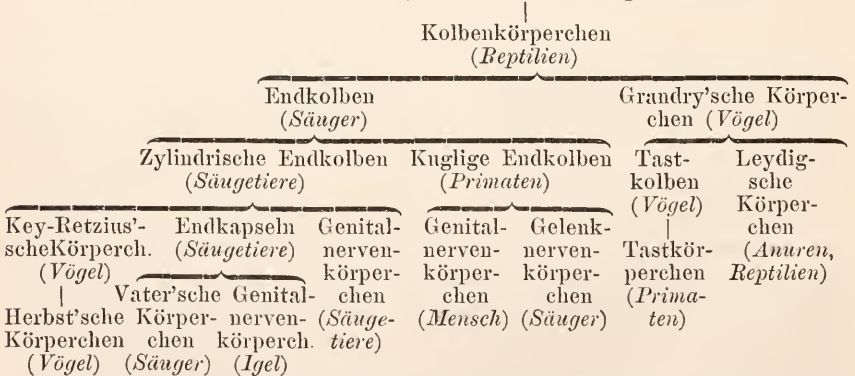 Kolbenkörperchen
(Reptilien)
Endkolben Grandry'sche Körper-
(Säuger) chen (Vögel)
Zylindrische Endkolben Kuglige Endkolben Tast- Leydig-
(Säugetiere) (Primaten) kolben sche
(Vögel) Körper-
Key-Retzius'- Endkapseln Genital- Genital- Gelenk- chen
scheKörperch. (Säugetiere) nerven- nerven- nerven- Tastkör- (Anuren,
(Vögel) körper- körper- körper- perchen Reptilien)
Vater'sche Genital- chen chen chen (Prima-
Herbst'sche Körper- nerven- (Säuge- (Mensch) (Säuger) ten)
Körperchen chen körperch. tiere)
(Vögel) (Säuger) (Igel)